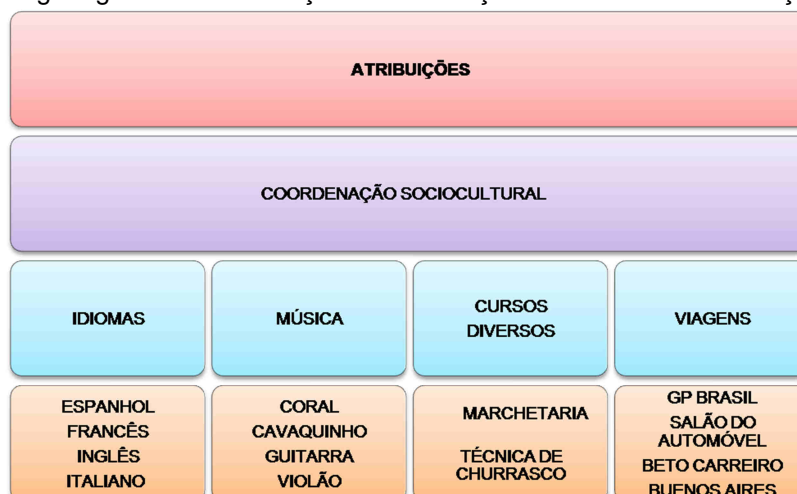 ATRIBUIÇÕES
COORDENAÇÃO SOCIOCULTURAL
IDIOMAS
MÚSICA
CURSOS
DIVERSOS
VIAGENS
ESPANHOL
FRANCÊS
INGLÊS
ITALIANO
CORAL
CAVAQUINHO
GUITARRA
VIOLÃO
MARCHETARIA
TÉCNICA DE
CHURRASCO
GP BRASIL
SALÃO DO
AUTOMÓVEL
BETO CARREIRO
BUENOS AIRES